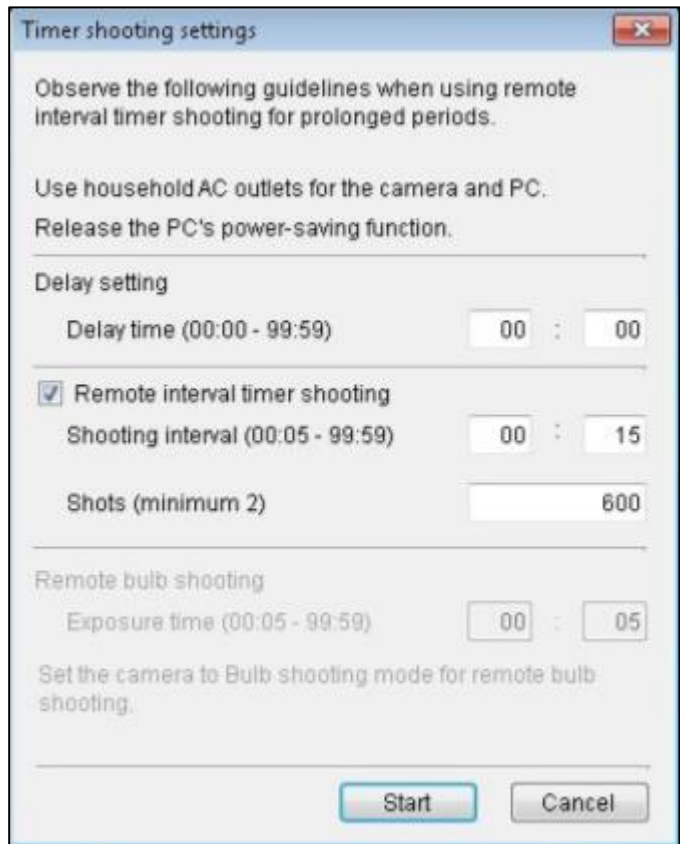 Timer shooting settings
Observe the following guidelines when using remote
interval timer shooting for prolonged periods.
Use household AC outlets for the camera and PC.
Release the PC's power-saving function.
Delay setting
Delay time (00:00 - 99:59) 00 : 00
Remote interval timer shooting
Shooting interval (00:05 - 99:59) 00 : 15
Shots (minimum 2) 600
Remote bulb shooting
Exposure time (00:05 - 99:59) 00 : 05
Set the camera to Bulb shooting mode for remote bulb
shooting.
Start Cancel